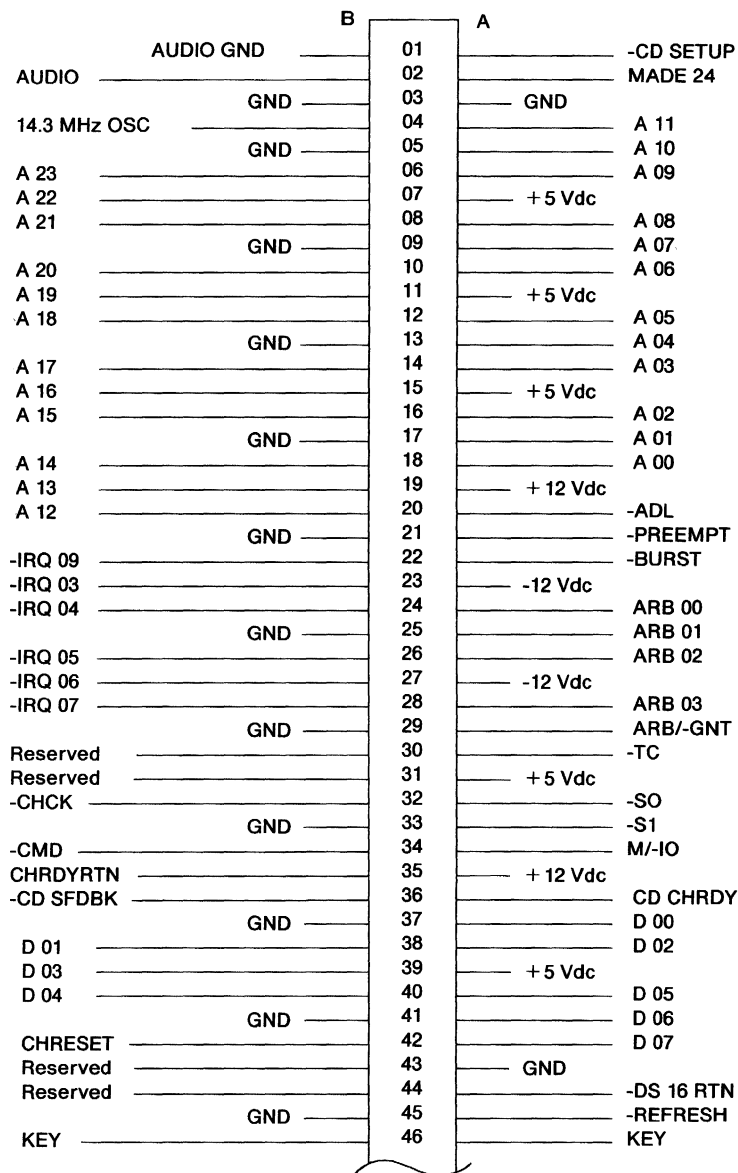 B A
AUDIO GND 01 -CD SETUP
AUDIO 02 MADE 24
GND 03 GND
14.3 MHz OSC 04 A 11
GND 05 A 10
A 23 06 A 09
A 22 07 +5 Vdc
A 21 08 A 08
GND 09 A 07
A 20 10 A 06
A 19 11 +5 Vdc
A 18 12 A 05
GND 13 A 04
A 17 14 A 03
A 16 15 +5 Vdc
A 15 16 A 02
GND 17 A 01
A 14 18 A 00
A 13 19 +12 Vdc
A 12 20 -ADL
GND 21 -PREEMPT
-IRQ 09 22 -BURST
-IRQ 03 23 -12 Vdc
-IRQ 04 24 ARB 00
GND 25 ARB 01
-IRQ 05 26 ARB 02
-IRQ 06 27 -12 Vdc
-IRQ 07 28 ARB 03
GND 29 ARB/-GNT
Reserved 30 -TC
Reserved 31 +5 Vdc
-CHCK 32 -SO
GND 33 -S1
-CMD 34 M/-IO
CHRDYRTN 35 +12 Vdc
-CD SFDBK 36 CD CHRDY
GND 37 D 00
D 01 38 D 02
D 03 39 +5 Vdc
D 04 40 D 05
GND 41 D 06
CHRESET 42 D 07
Reserved 43 GND
Reserved 44 -DS 16 RTN
GND 45 -REFRESH
KEY 46 KEY